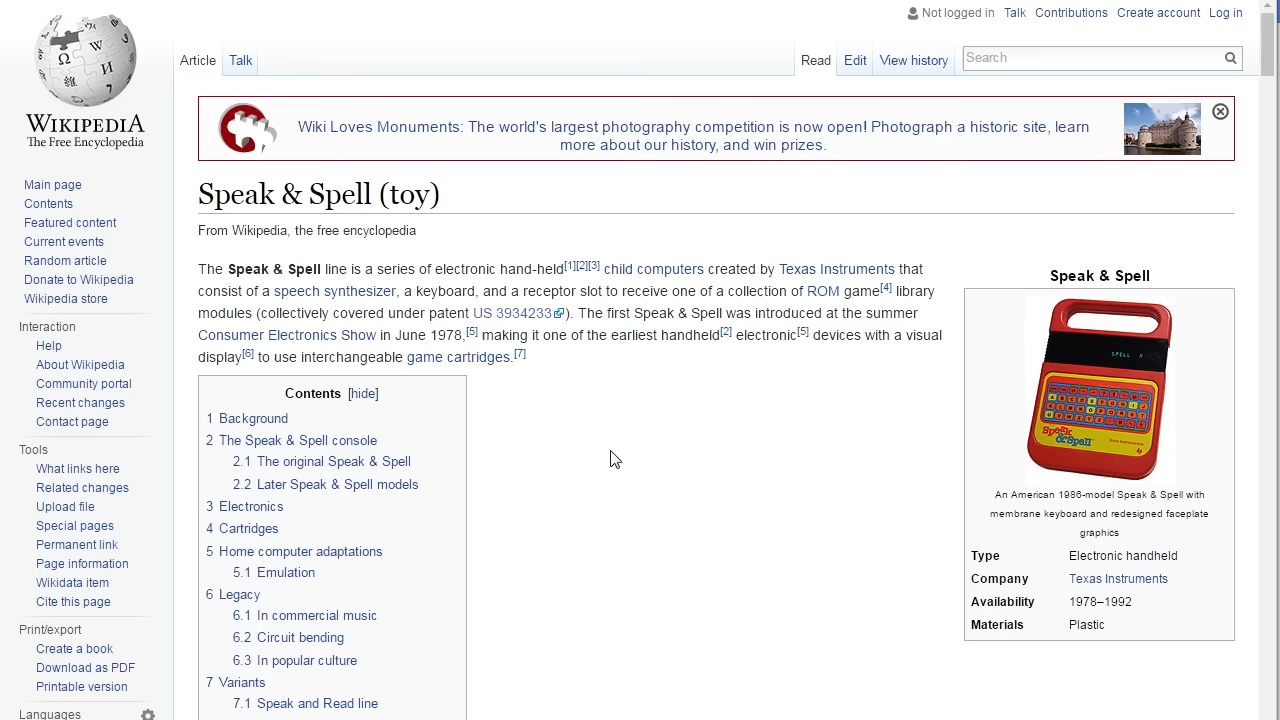 Not logged in Talk Contributions Create account Log in
Article Talk Read Edit View history Search
WIKIPEDIA
The Free Encyclopedia
Main page
Contents
Featured content
Current events
Random article
Donate to Wikipedia
Wikipedia store
Interaction
Help
About Wikipedia
Community portal
Recent changes
Contact page
Tools
What links here
Related changes
Upload file
Special pages
Permanent link
Page information
Wikidata item
Cite this page
Print/export
Create a book
Download as PDF
Printable version
Languages
Wiki Loves Monuments: The world's largest photography competition is now open! Photograph a historic site, learn
more about our history, and win prizes.
Speak & Spell (toy)
From Wikipedia, the free encyclopedia
The Speak & Spell line is a series of electronic hand-held[1][2][3] child computers created by Texas Instruments that
consist of a speech synthesizer, a keyboard, and a receptor slot to receive one of a collection of ROM game[4] library
modules (collectively covered under patent US 3934233). The first Speak & Spell was introduced at the summer
Consumer Electronics Show in June 1978,[5] making it one of the earliest handheld[2] electronic[5] devices with a visual
display[6] to use interchangeable game cartridges.[7]
Contents [hide]
1 Background
2 The Speak & Spell console
2.1 The original Speak & Spell
2.2 Later Speak & Spell models
3 Electronics
4 Cartridges
5 Home computer adaptations
5.1 Emulation
6 Legacy
6.1 In commercial music
6.2 Circuit bending
6.3 In popular culture
7 Variants
7.1 Speak and Read line
Speak & Spell
SPELL
Speak
& Spell
An American 1986-model Speak & Spell with
membrane keyboard and redesigned faceplate
graphics
Type Electronic handheld
Company Texas Instruments
Availability 1978–1992
Materials Plastic